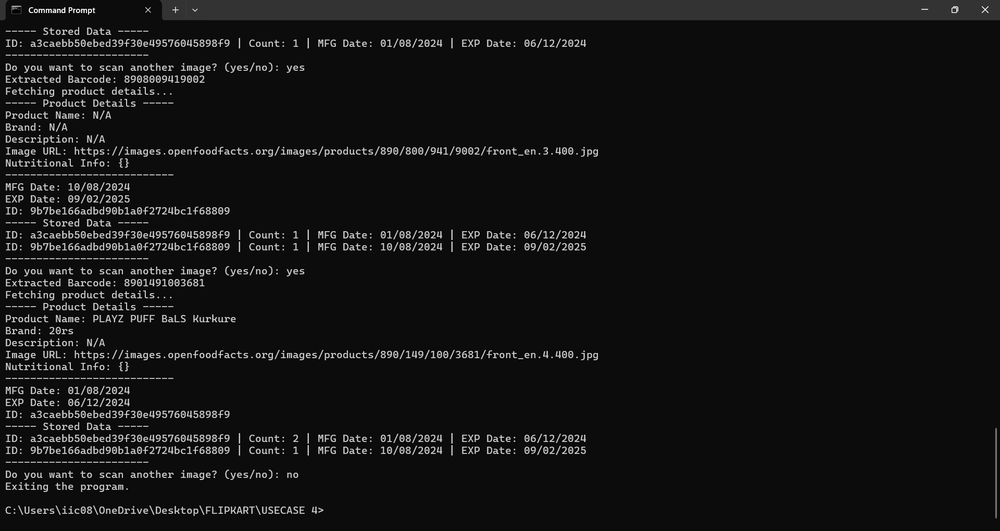 Command Prompt
----- Stored Data -----
ID: a3caebb50ebed39f30e49576045898f9 | Count: 1 | MFG Date: 01/08/2024 | EXP Date: 06/12/2024
-----------------------
Do you want to scan another image? (yes/no): yes
Extracted Barcode: 8908009419002
Fetching product details...
----- Product Details -----
Product Name: N/A
Brand: N/A
Description: N/A
Image URL: https://images.openfoodfacts.org/images/products/890/800/941/9002/front_en.3.400.jpg
Nutritional Info: {}
---------------------------
MFG Date: 10/08/2024
EXP Date: 09/02/2025
ID: 9b7be166adbd90b1a0f2724bc1f68809
----- Stored Data -----
ID: a3caebb50ebed39f30e49576045898f9 | Count: 1 | MFG Date: 01/08/2024 | EXP Date: 06/12/2024
ID: 9b7be166adbd90b1a0f2724bc1f68809 | Count: 1 | MFG Date: 10/08/2024 | EXP Date: 09/02/2025
-----------------------
Do you want to scan another image? (yes/no): yes
Extracted Barcode: 8901491003681
Fetching product details...
----- Product Details -----
Product Name: PLAYZ PUFF BaLS Kurkure
Brand: 20rs
Description: N/A
Image URL: https://images.openfoodfacts.org/images/products/890/149/100/3681/front_en.4.400.jpg
Nutritional Info: {}
---------------------------
MFG Date: 01/08/2024
EXP Date: 06/12/2024
ID: a3caebb50ebed39f30e49576045898f9
----- Stored Data -----
ID: a3caebb50ebed39f30e49576045898f9 | Count: 2 | MFG Date: 01/08/2024 | EXP Date: 06/12/2024
ID: 9b7be166adbd90b1a0f2724bc1f68809 | Count: 1 | MFG Date: 10/08/2024 | EXP Date: 09/02/2025
-----------------------
Do you want to scan another image? (yes/no): no
Exiting the program.
C:\Users\iic08\OneDrive\Desktop\FLIPKART\USECASE 4>